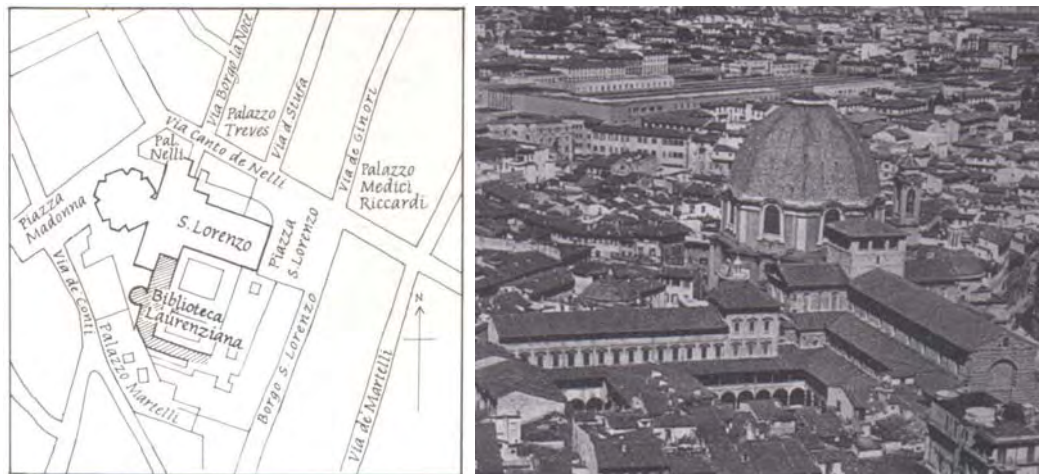 Via Borgo la Noce
Palazzo
Treves
Via d Stufa
Via de Ginori
Via Canto de Nelli
Pal.
Nelli
Palazzo
Medici
Riccardi
Piazza
Madonna
S. Lorenzo
Piazza
S. Lorenzo
N
Via de Conti
Biblioteca
Laurenziana
Palazzo Martelli
Borgo S. Lorenzo
Via de' Martelli